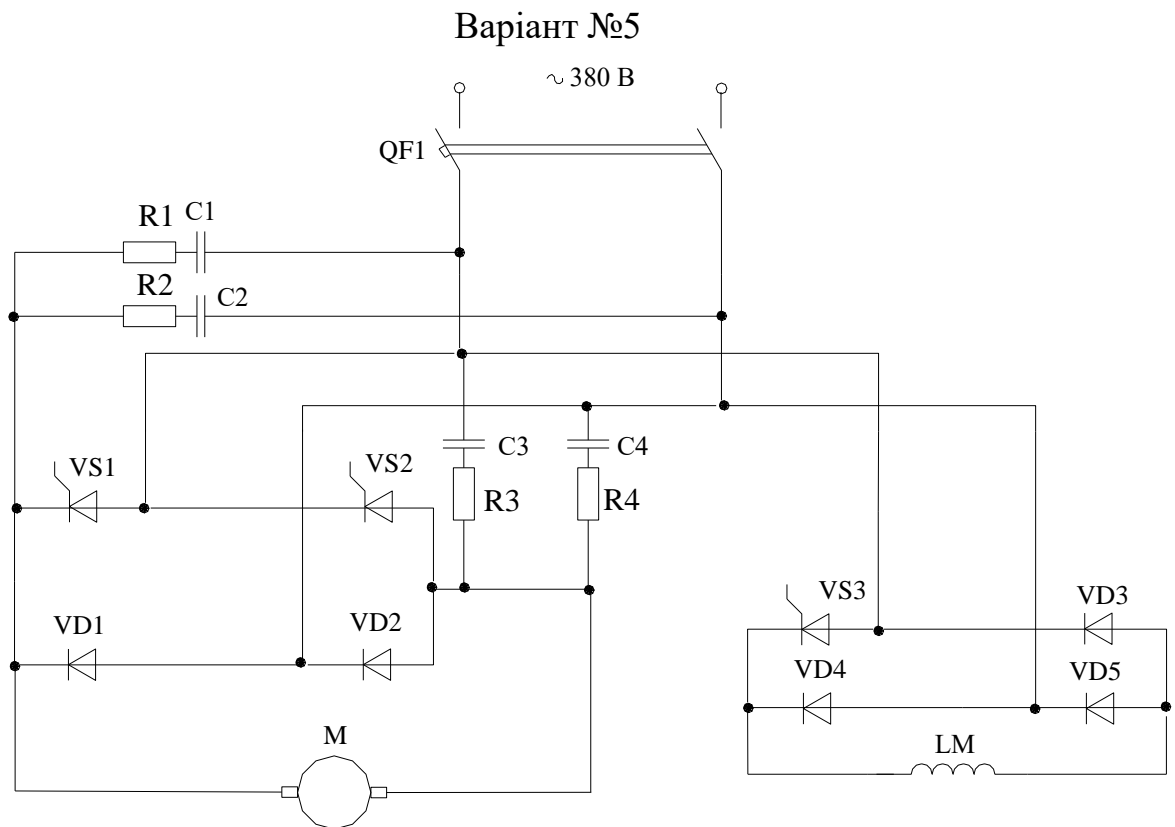 Варіант №5
~ 380 В
QF1
R1 C1
R2 C2
C3 C4
VS1 VS2
R3 R4
VS3 VD3
VD1 VD2
VD4 VD5
M
LM